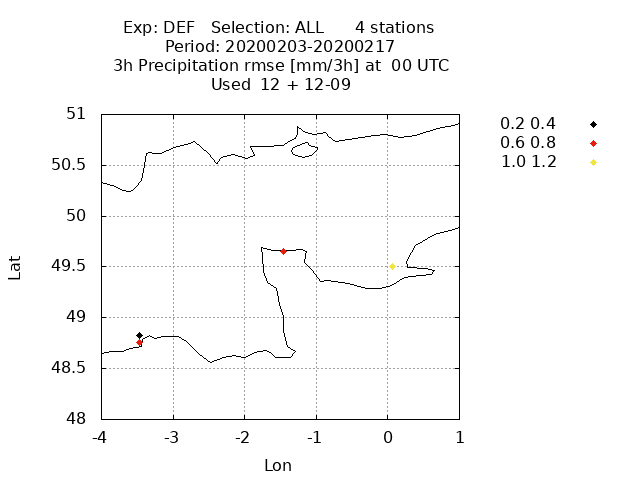 Exp: DEF   Selection: ALL      4 stations
Period: 20200203-20200217
3h Precipitation rmse [mm/3h] at  00 UTC
Used  12 + 12-09
0.2 0.4
0.6 0.8
1.0 1.2
51
50.5
50
49.5
49
48.5
48
Lat
-4 -3 -2 -1 0 1
Lon